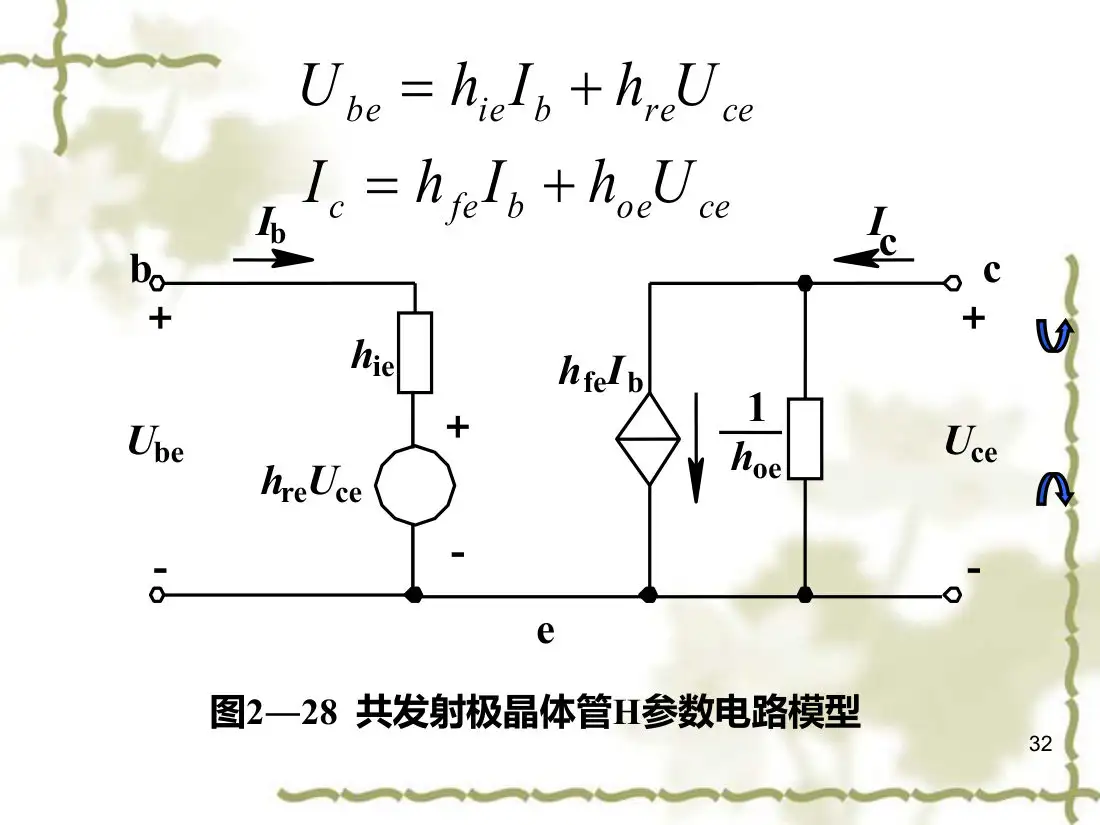 U_be = h_ie I_b + h_re U_ce
I_c = h_fe I_b + h_oe U_ce
I_b I_c
b c
+ +
h_ie h_fe I_b
+ 1
U_be h_oe U_ce
h_re U_ce
-
- -
e
图2—28 共发射极晶体管H参数电路模型
32